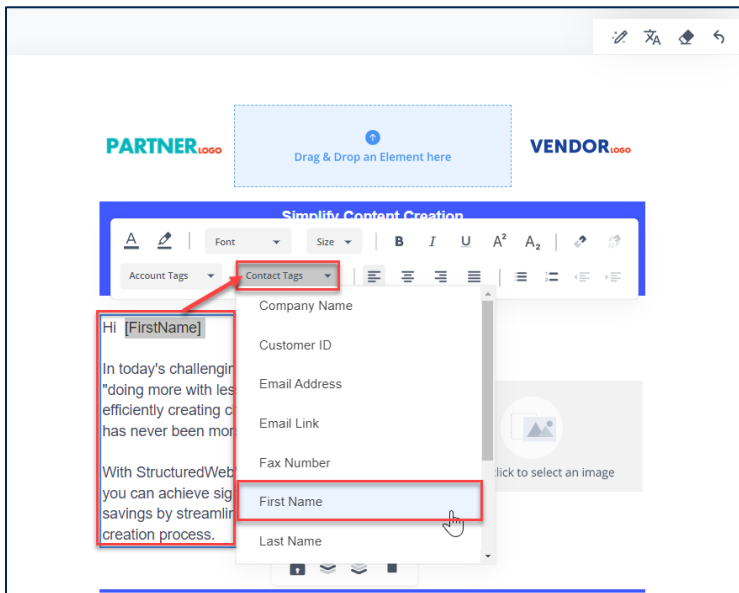 PARTNER LOGO
Drag & Drop an Element here
VENDOR LOGO
Simplify Content Creation
A Font Size B I U A² A₂
Account Tags Contact Tags
Company Name
Customer ID
Email Address
Email Link
Fax Number
First Name
Last Name
Hi [FirstName]
In today's challengin
"doing more with les
efficiently creating c
has never been mor
With StructuredWeb'
you can achieve sig
savings by streamlin
creation process.
lick to select an image